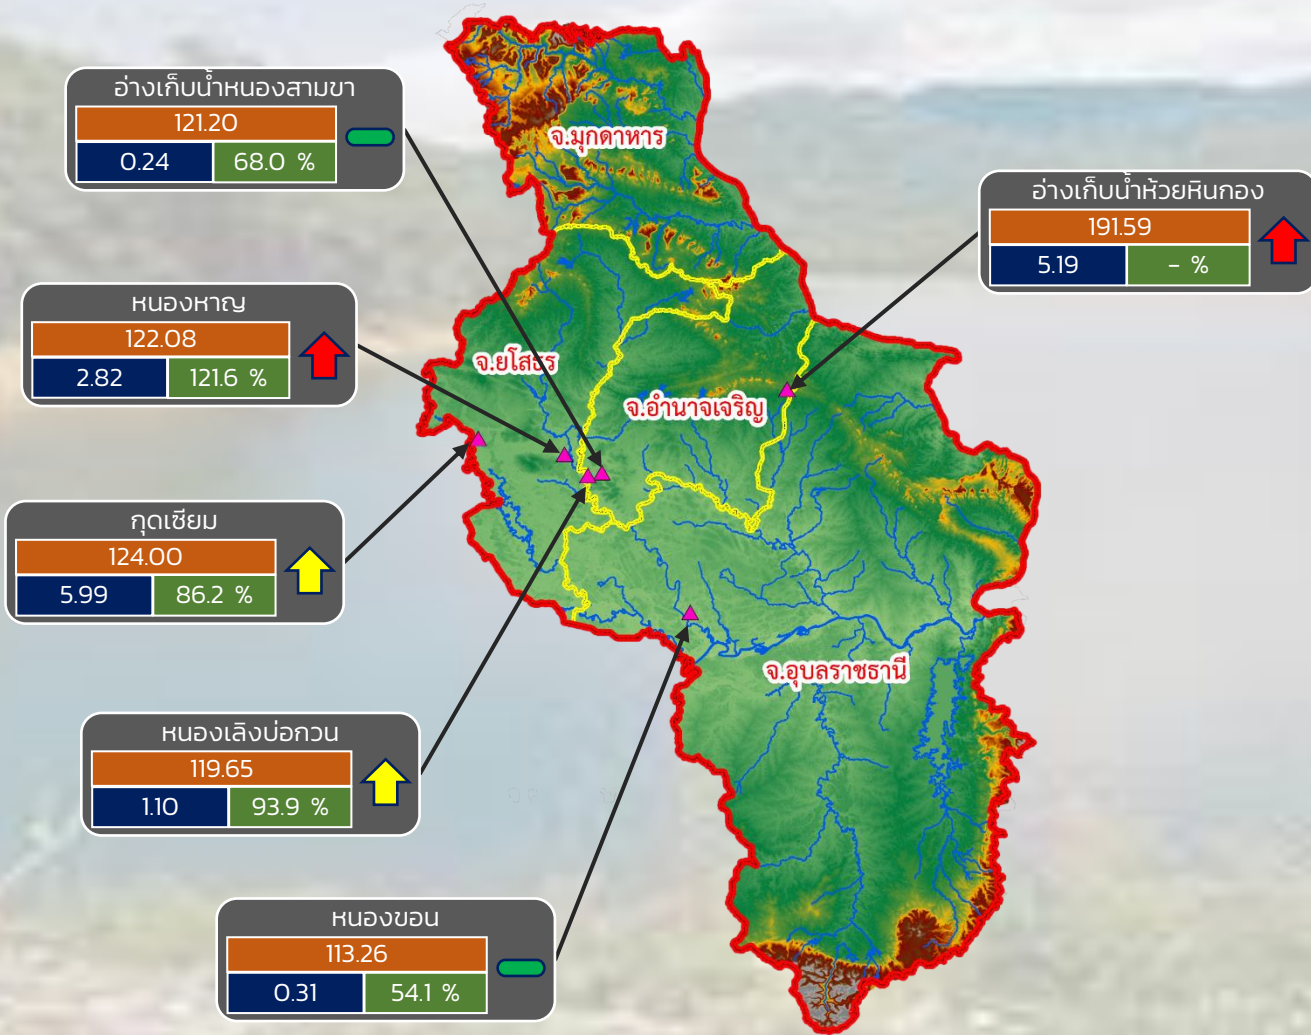 อ่างเก็บน้ำหนองสามขา
121.20
0.24 68.0 %
จ.มุกดาหาร
อ่างเก็บน้ำห้วยหินกอง
191.59
5.19 - %
หนองหาญ
122.08
2.82 121.6 %
จ.ยโสธร
จ.อำนาจเจริญ
กุดเซียม
124.00
5.99 86.2 %
จ.อุบลราชธานี
หนองเลิงบ่อกวน
119.65
1.10 93.9 %
หนองขอน
113.26
0.31 54.1 %